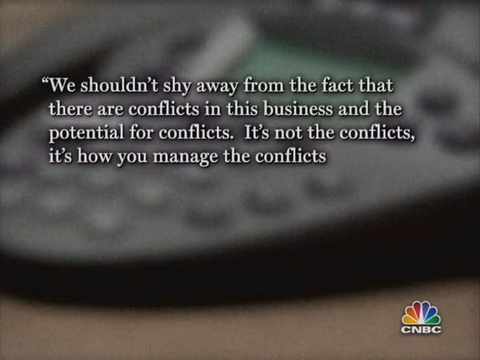 “We shouldn’t shy away from the fact that
there are conflicts in this business and the
potential for conflicts.  It’s not the conflicts,
it’s how you manage the conflicts
CNBC